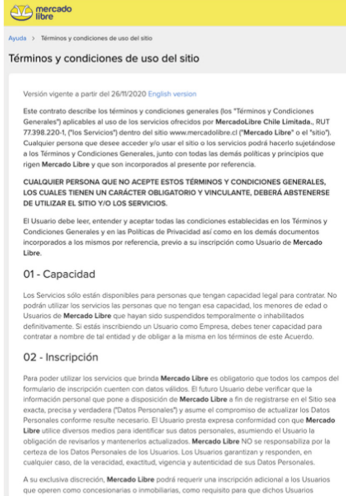 mercado
libre
Ayuda > Términos y condiciones de uso del sitio
Términos y condiciones de uso del sitio
Versión vigente a partir del 26/11/2020 English version
Este contrato describe los términos y condiciones generales (los "Términos y Condiciones
Generales") aplicables al uso de los servicios ofrecidos por MercadoLibre Chile Limitada., RUT
77.398.220-1, ("los Servicios") dentro del sitio www.mercadolibre.cl ("Mercado Libre" o el "sitio").
Cualquier persona que desee acceder y/o usar el sitio o los servicios podrá hacerlo sujetándose
a los Términos y Condiciones Generales, junto con todas las demás políticas y principios que
rigen Mercado Libre y que son incorporados al presente por referencia.
CUALQUIER PERSONA QUE NO ACEPTE ESTOS TÉRMINOS Y CONDICIONES GENERALES,
LOS CUALES TIENEN UN CARÁCTER OBLIGATORIO Y VINCULANTE, DEBERÁ ABSTENERSE
DE UTILIZAR EL SITIO Y/O LOS SERVICIOS.
El Usuario debe leer, entender y aceptar todas las condiciones establecidas en los Términos y
Condiciones Generales y en las Políticas de Privacidad así como en los demás documentos
incorporados a los mismos por referencia, previo a su inscripción como Usuario de Mercado
Libre.
01 - Capacidad
Los Servicios sólo están disponibles para personas que tengan capacidad legal para contratar. No
podrán utilizar los servicios las personas que no tengan esa capacidad, los menores de edad o
Usuarios de Mercado Libre que hayan sido suspendidos temporalmente o inhabilitados
definitivamente. Si estás inscribiendo un Usuario como Empresa, debes tener capacidad para
contratar a nombre de tal entidad y de obligar a la misma en los términos de este Acuerdo.
02 - Inscripción
Para poder utilizar los servicios que brinda Mercado Libre es obligatorio que todos los campos del
formulario de inscripción cuenten con datos válidos. El futuro Usuario debe verificar que la
información personal que pone a disposición de Mercado Libre a fin de registrarse en el Sitio sea
exacta, precisa y verdadera ("Datos Personales") y asume el compromiso de actualizar los Datos
Personales conforme resulte necesario. El Usuario presta expresa conformidad con que Mercado
Libre utilice diversos medios para identificar sus datos personales, asumiendo el Usuario la
obligación de revisarlos y mantenerlos actualizados. Mercado Libre NO se responsabiliza por la
certeza de los Datos Personales de los Usuarios. Los Usuarios garantizan y responden, en
cualquier caso, de la veracidad, exactitud, vigencia y autenticidad de sus Datos Personales.
A su exclusiva discreción, Mercado Libre podrá requerir una inscripción adicional a los Usuarios
que operen como concesionarias o inmobiliarias, como requisito para que dichos Usuarios